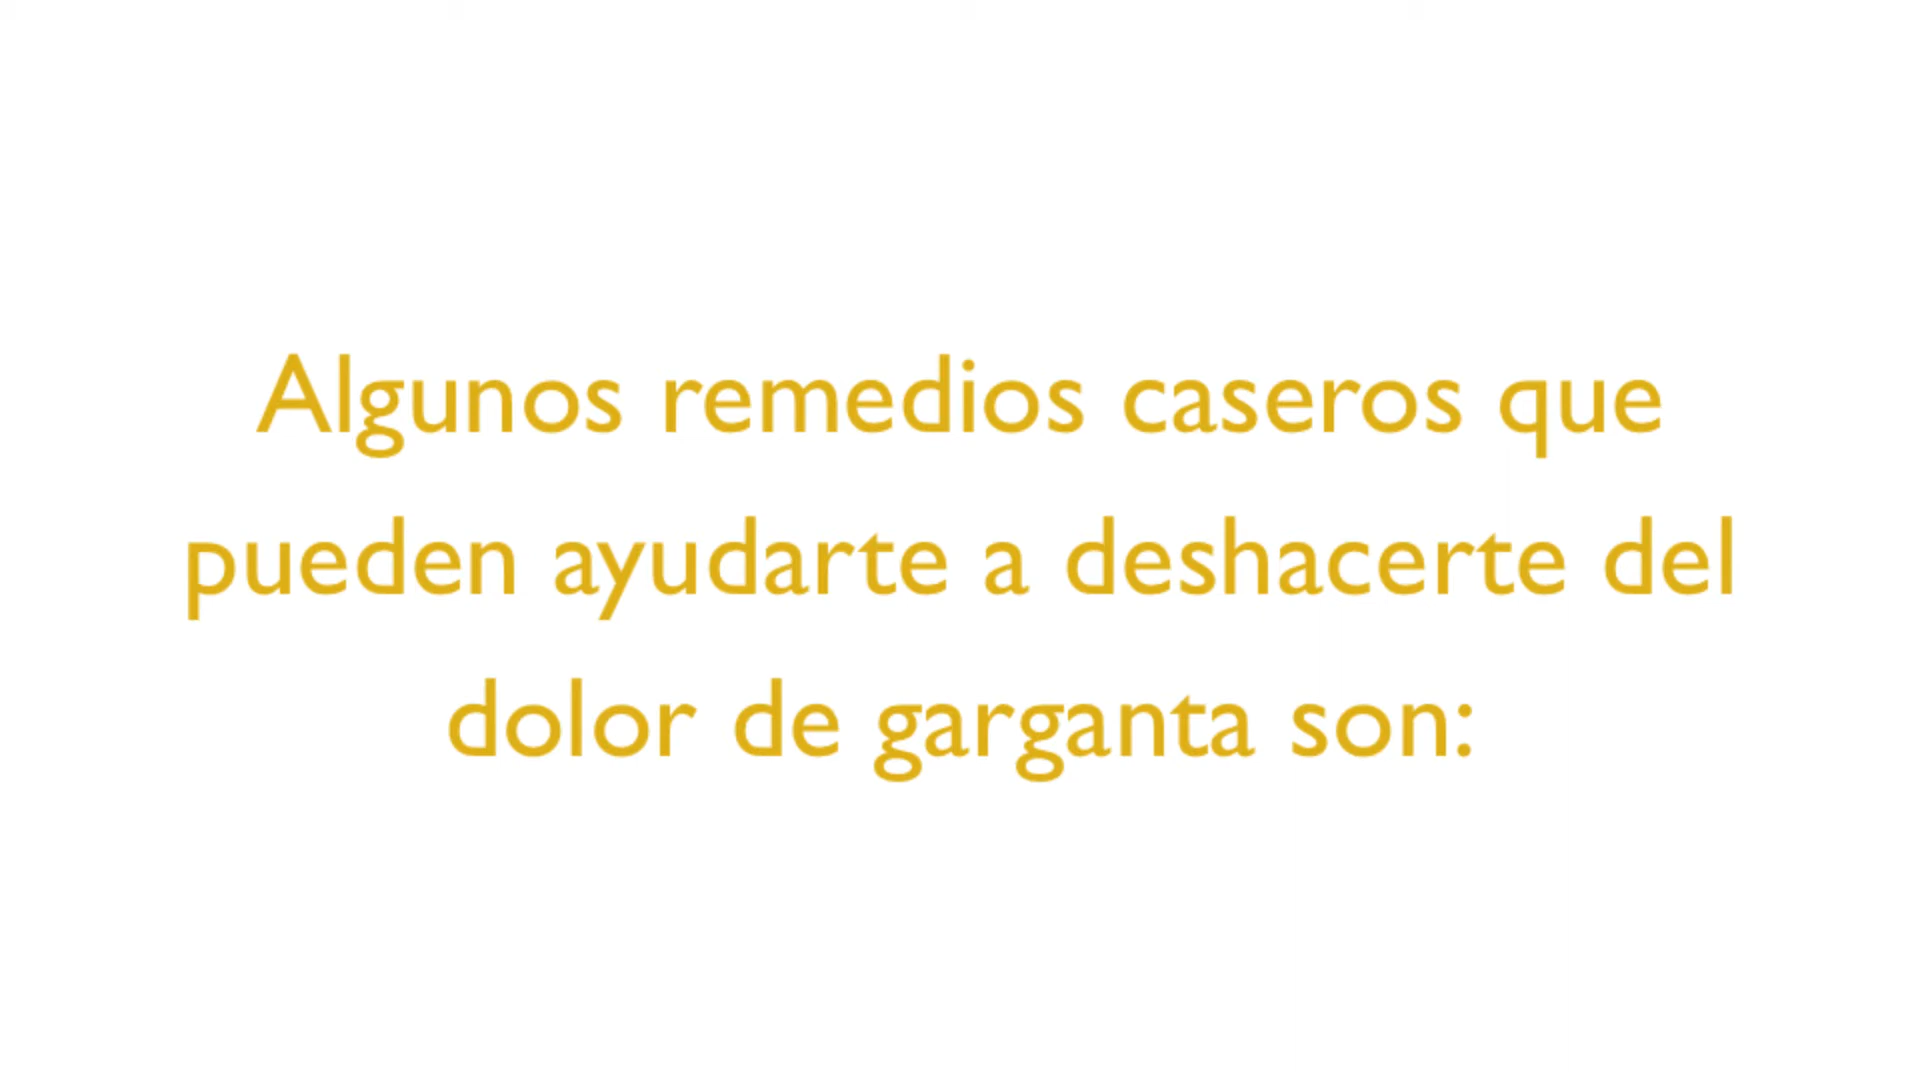 Algunos remedios caseros que
pueden ayudarte a deshacerte del
dolor de garganta son: